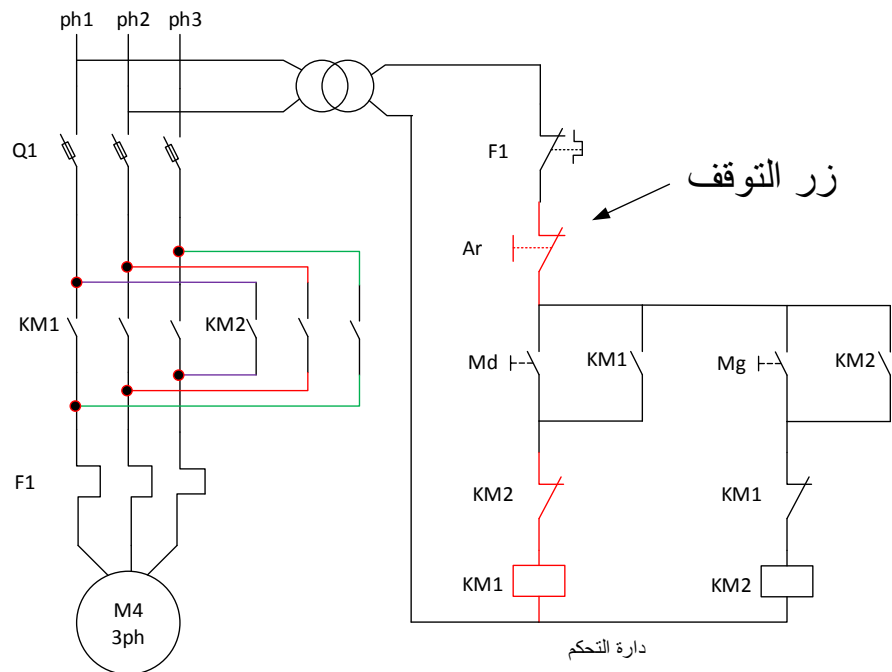 ph1 ph2 ph3
Q1
F1
زر التوقف
Ar
KM1 KM2
Md KM1 Mg KM2
F1
KM2 KM1
KM1 KM2
M4
3ph
دارة التحكم